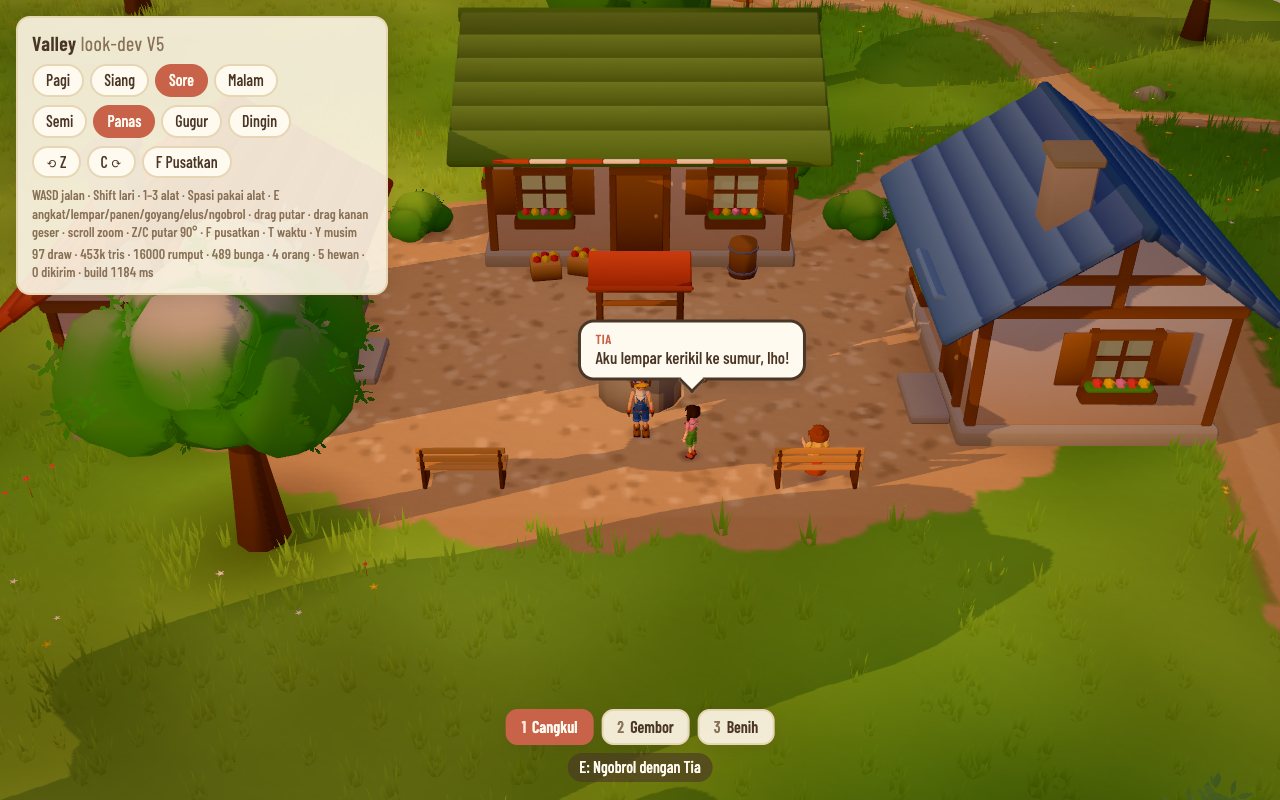 Valley look-dev V5
Pagi Siang Sore Malam
Semi Panas Gugur Dingin
⟲ Z C ⟳ F Pusatkan
WASD jalan · Shift lari · 1–3 alat · Spasi pakai alat · E
angkat/lempar/panen/goyang/elus/ngobrol · drag putar · drag kanan
geser · scroll zoom · Z/C putar 90° · F pusatkan · T waktu · Y musim
97 draw · 453k tris · 16000 rumput · 489 bunga · 4 orang · 5 hewan ·
0 dikirim · build 1184 ms
TIA
Aku lempar kerikil ke sumur, lho!
1 Cangkul 2 Gembor 3 Benih
E: Ngobrol dengan Tia